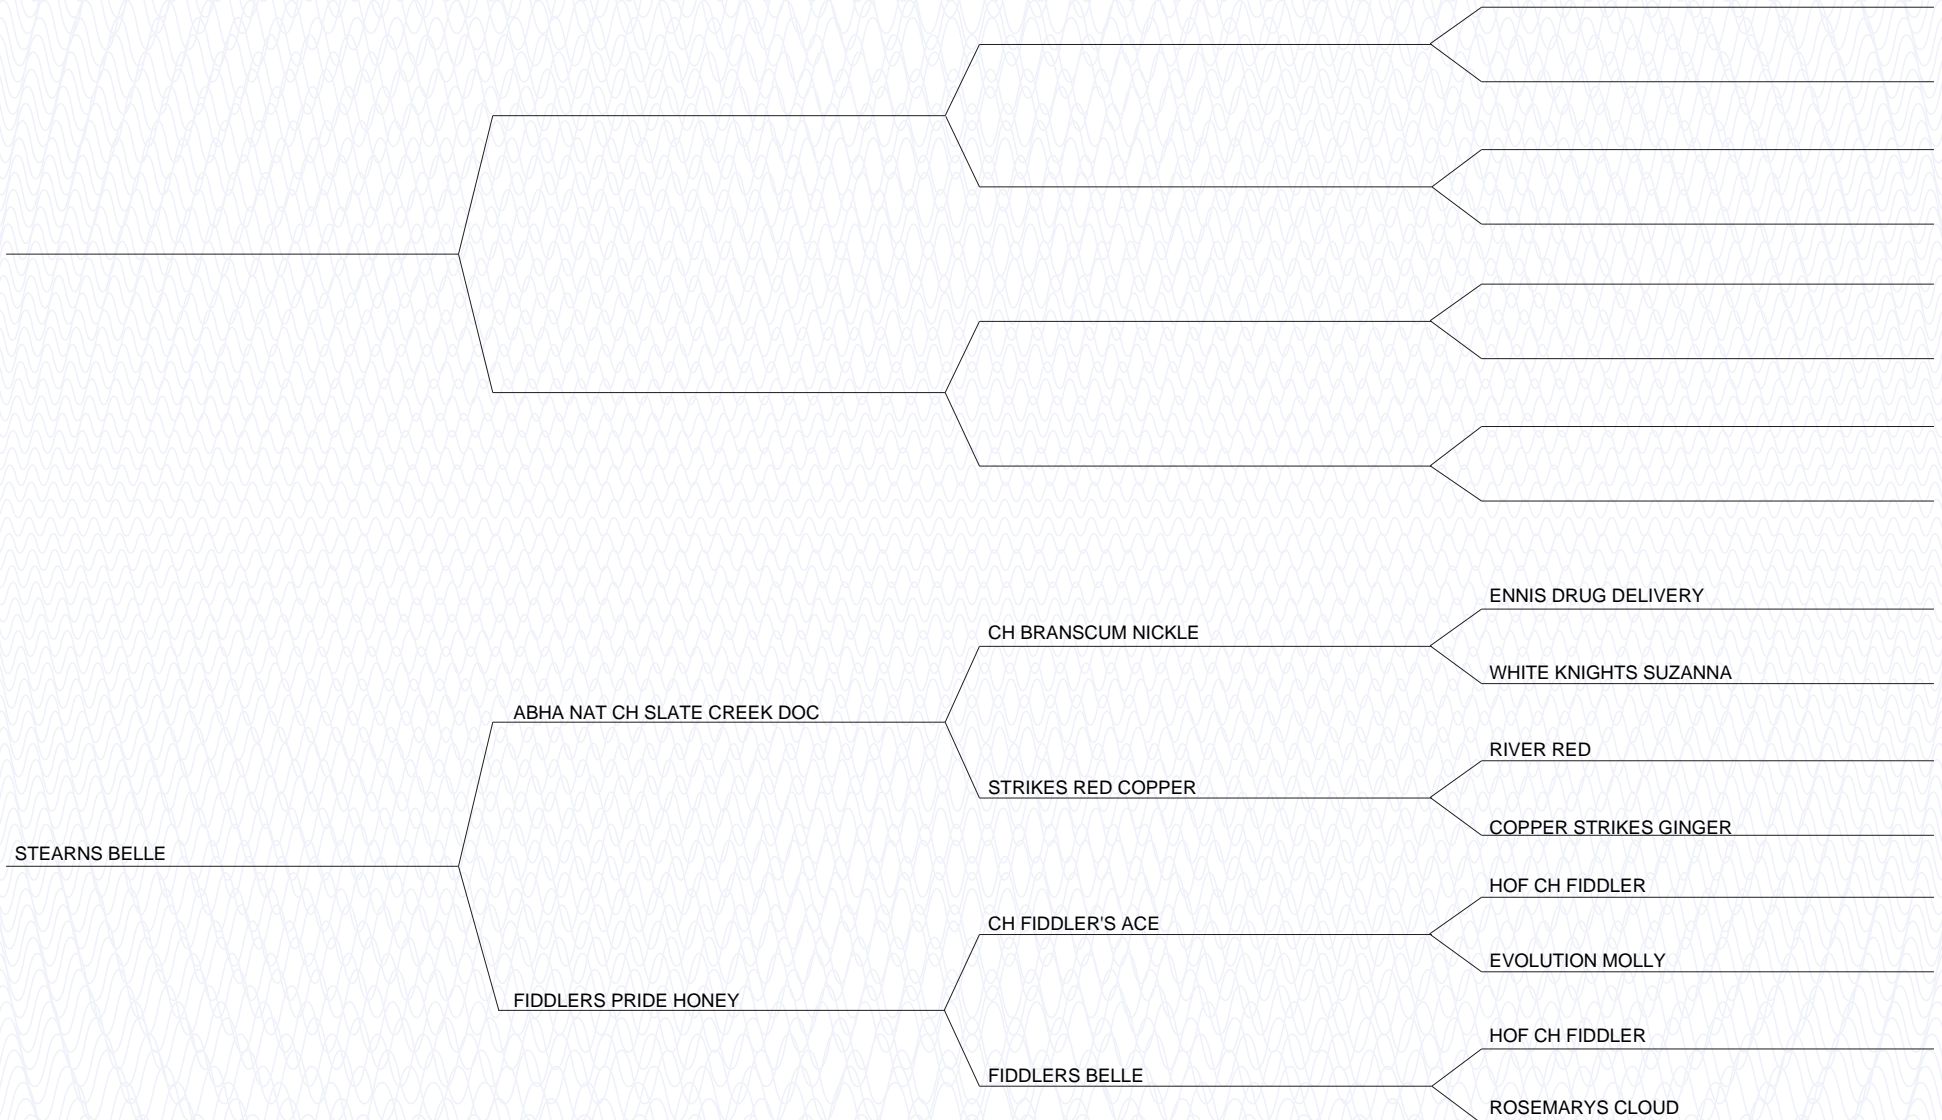 ENNIS DRUG DELIVERY
CH BRANSCUM NICKLE
WHITE KNIGHTS SUZANNA
ABHA NAT CH SLATE CREEK DOC
RIVER RED
STRIKES RED COPPER
COPPER STRIKES GINGER
STEARNS BELLE
HOF CH FIDDLER
CH FIDDLER'S ACE
EVOLUTION MOLLY
FIDDLERS PRIDE HONEY
HOF CH FIDDLER
FIDDLERS BELLE
ROSEMARYS CLOUD